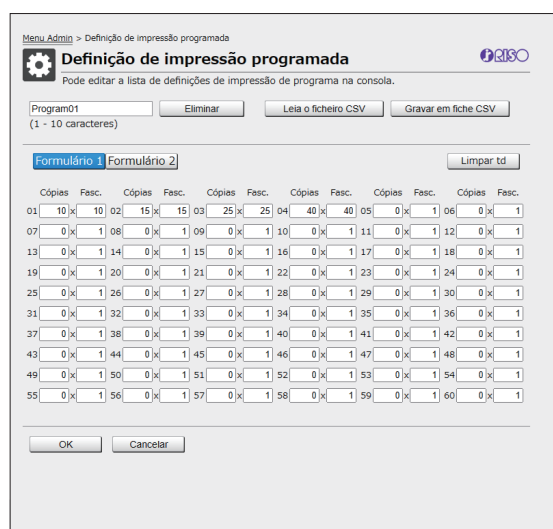 Menu Admin > Definição de impressão programada
Definição de impressão programada
RISO
Pode editar a lista de definições de impressão de programa na consola.
Program01 Eliminar Leia o ficheiro CSV Gravar em fiche CSV
(1 - 10 caracteres)
Formulário 1 Formulário 2 Limpar td
Cópias Fasc. Cópias Fasc. Cópias Fasc. Cópias Fasc. Cópias Fasc. Cópias Fasc.
01 10 x 10 02 15 x 15 03 25 x 25 04 40 x 40 05 0 x 1 06 0 x 1
07 0 x 1 08 0 x 1 09 0 x 1 10 0 x 1 11 0 x 1 12 0 x 1
13 0 x 1 14 0 x 1 15 0 x 1 16 0 x 1 17 0 x 1 18 0 x 1
19 0 x 1 20 0 x 1 21 0 x 1 22 0 x 1 23 0 x 1 24 0 x 1
25 0 x 1 26 0 x 1 27 0 x 1 28 0 x 1 29 0 x 1 30 0 x 1
31 0 x 1 32 0 x 1 33 0 x 1 34 0 x 1 35 0 x 1 36 0 x 1
37 0 x 1 38 0 x 1 39 0 x 1 40 0 x 1 41 0 x 1 42 0 x 1
43 0 x 1 44 0 x 1 45 0 x 1 46 0 x 1 47 0 x 1 48 0 x 1
49 0 x 1 50 0 x 1 51 0 x 1 52 0 x 1 53 0 x 1 54 0 x 1
55 0 x 1 56 0 x 1 57 0 x 1 58 0 x 1 59 0 x 1 60 0 x 1
OK Cancelar